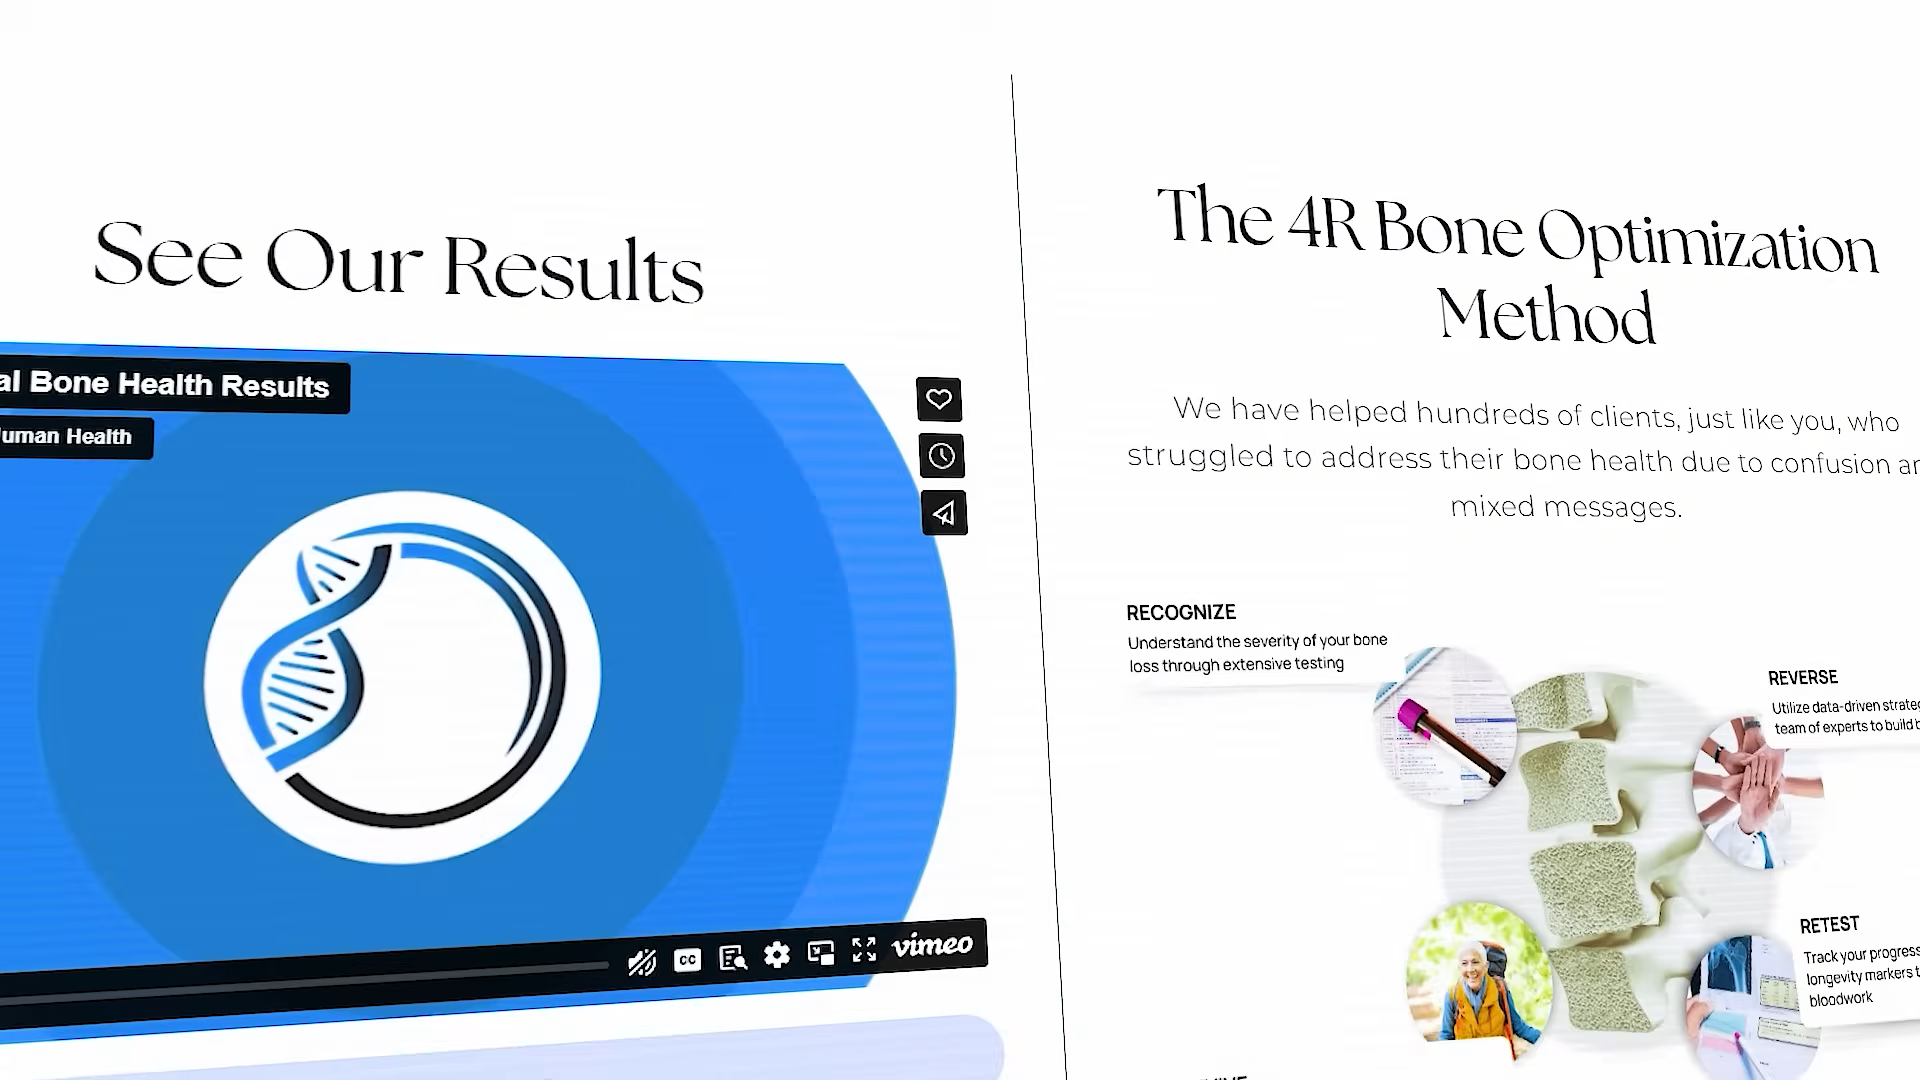 See Our Results
al Bone Health Results
uman Health
CC
vimeo
The 4R Bone Optimization
Method
We have helped hundreds of clients, just like you, who
struggled to address their bone health due to confusion
mixed messages.
RECOGNIZE
Understand the severity of your bone
loss through extensive testing
REVERSE
Utilize data-driven
team of experts to build
RETEST
Track your progress
longevity markers
bloodwork